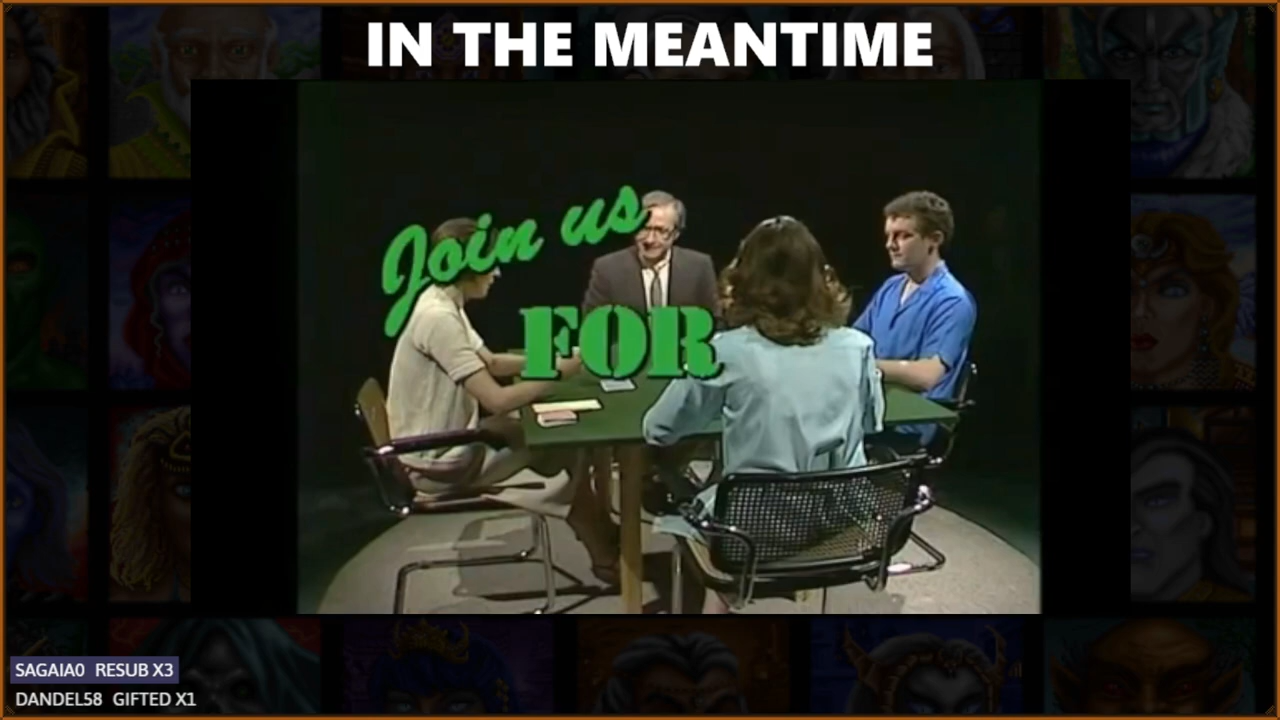 IN THE MEANTIME
Join us
FOR
SAGAIA0 RESUB X3
DANDEL58 GIFTED X1